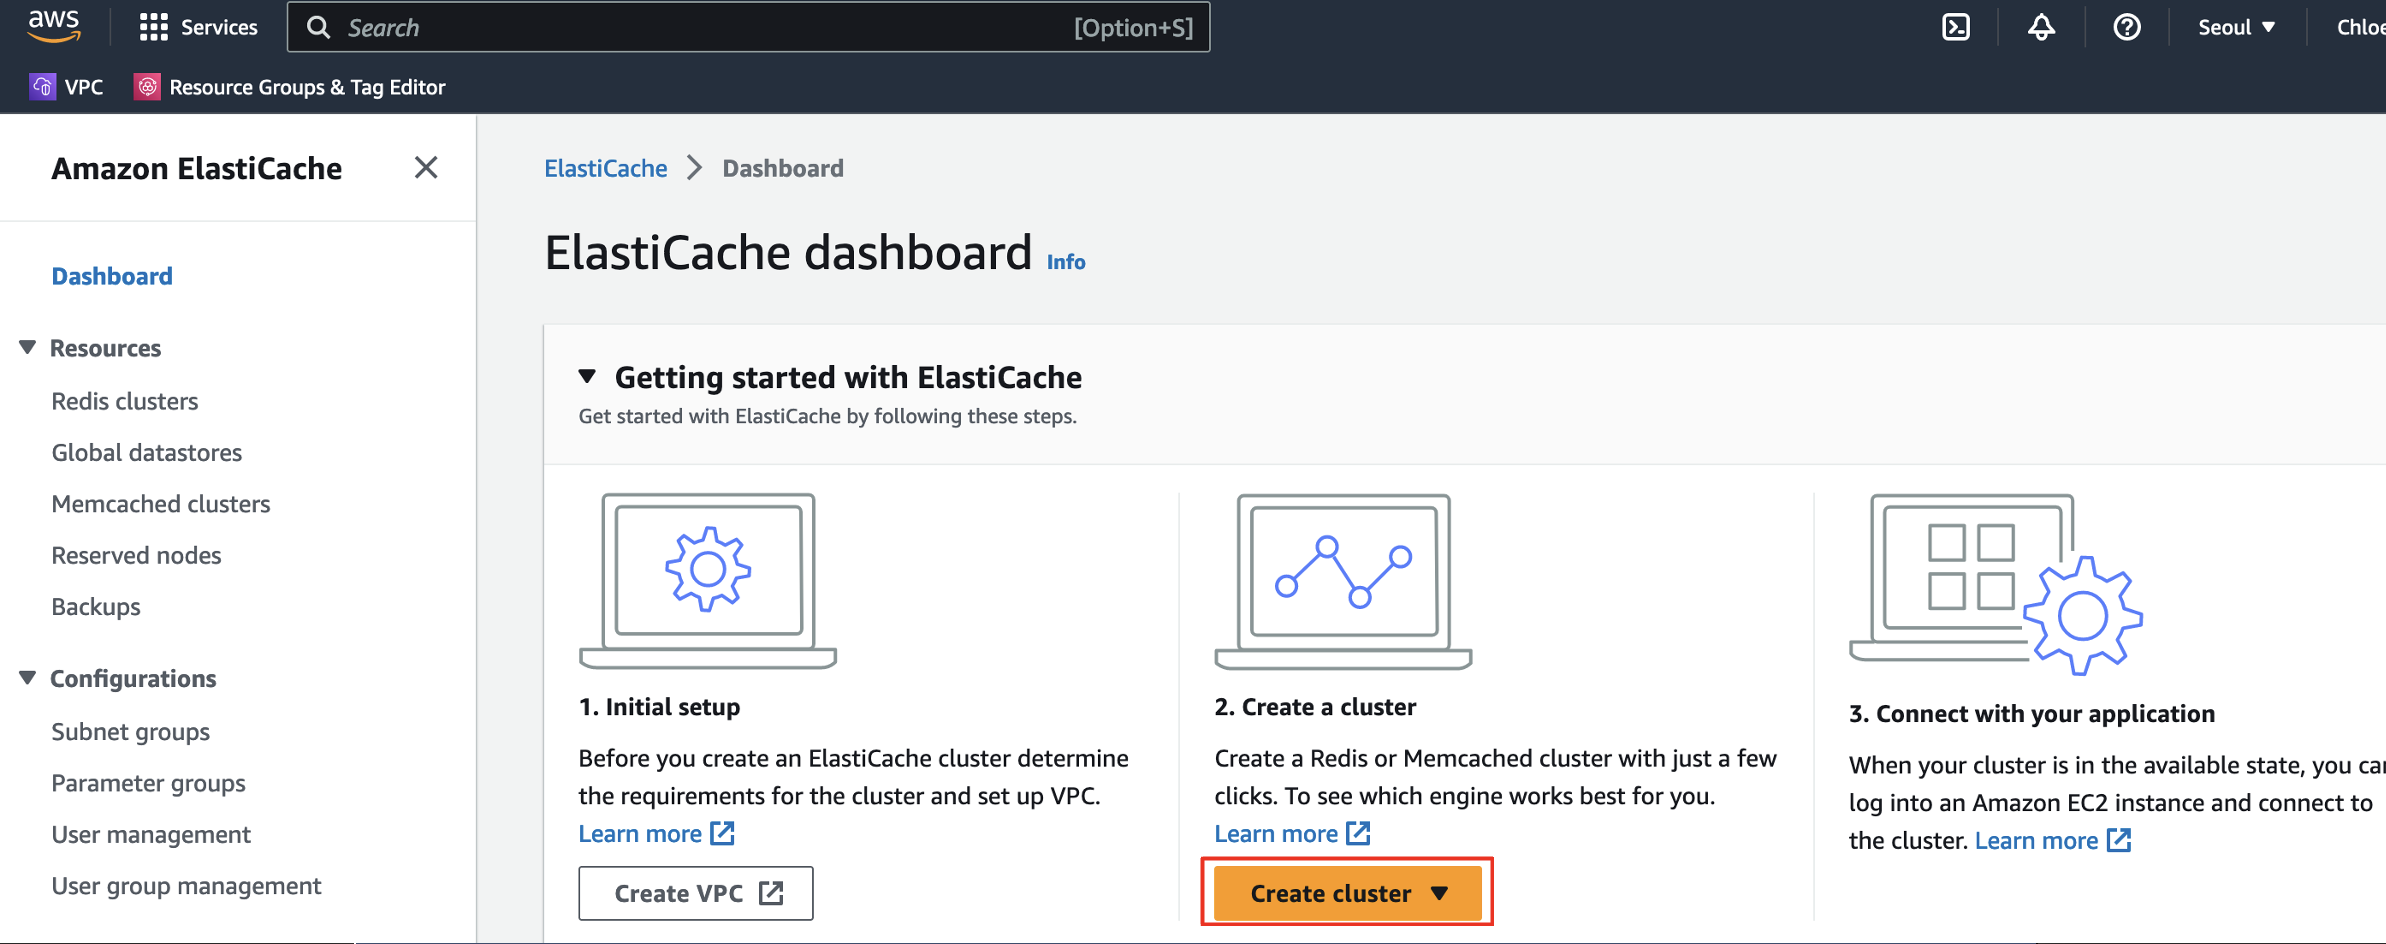 aws
Services
Search
[Option+S]
Seoul
Chloe
VPC
Resource Groups & Tag Editor
Amazon ElastiCache
Dashboard
Resources
Redis clusters
Global datastores
Memcached clusters
Reserved nodes
Backups
Configurations
Subnet groups
Parameter groups
User management
User group management
ElastiCache
Dashboard
ElastiCache dashboard Info
Getting started with ElastiCache
Get started with ElastiCache by following these steps.
1. Initial setup
Before you create an ElastiCache cluster determine
the requirements for the cluster and set up VPC.
Learn more
Create VPC
2. Create a cluster
Create a Redis or Memcached cluster with just a few
clicks. To see which engine works best for you.
Learn more
Create cluster
3. Connect with your application
When your cluster is in the available state, you can
log into an Amazon EC2 instance and connect to
the cluster. Learn more